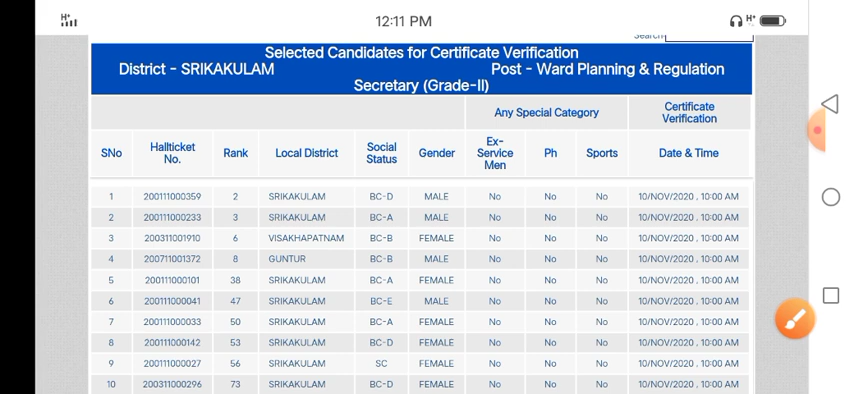 H+
12:11 PM
H+
Search
Selected Candidates for Certificate Verification
District - SRIKAKULAM Post - Ward Planning & Regulation
Secretary (Grade-II)
Any Special Category Certificate Verification
SNo Hallticket No. Rank Local District Social Status Gender Ex-Service Men Ph Sports Date & Time
1 200111000359 2 SRIKAKULAM BC-D MALE No No No 10/NOV/2020 , 10:00 AM
2 200111000233 3 SRIKAKULAM BC-A MALE No No No 10/NOV/2020 , 10:00 AM
3 200311001910 6 VISAKHAPATNAM BC-B FEMALE No No No 10/NOV/2020 , 10:00 AM
4 200711001372 8 GUNTUR BC-B MALE No No No 10/NOV/2020 , 10:00 AM
5 200111000101 38 SRIKAKULAM BC-A FEMALE No No No 10/NOV/2020 , 10:00 AM
6 200111000041 47 SRIKAKULAM BC-E MALE No No No 10/NOV/2020 , 10:00 AM
7 200111000033 50 SRIKAKULAM BC-A FEMALE No No No 10/NOV/2020 , 10:00 AM
8 200111000142 53 SRIKAKULAM BC-D FEMALE No No No 10/NOV/2020 , 10:00 AM
9 200111000027 56 SRIKAKULAM SC FEMALE No No No 10/NOV/2020 , 10:00 AM
10 200311000296 73 SRIKAKULAM BC-D FEMALE No No No 10/NOV/2020 , 10:00 AM